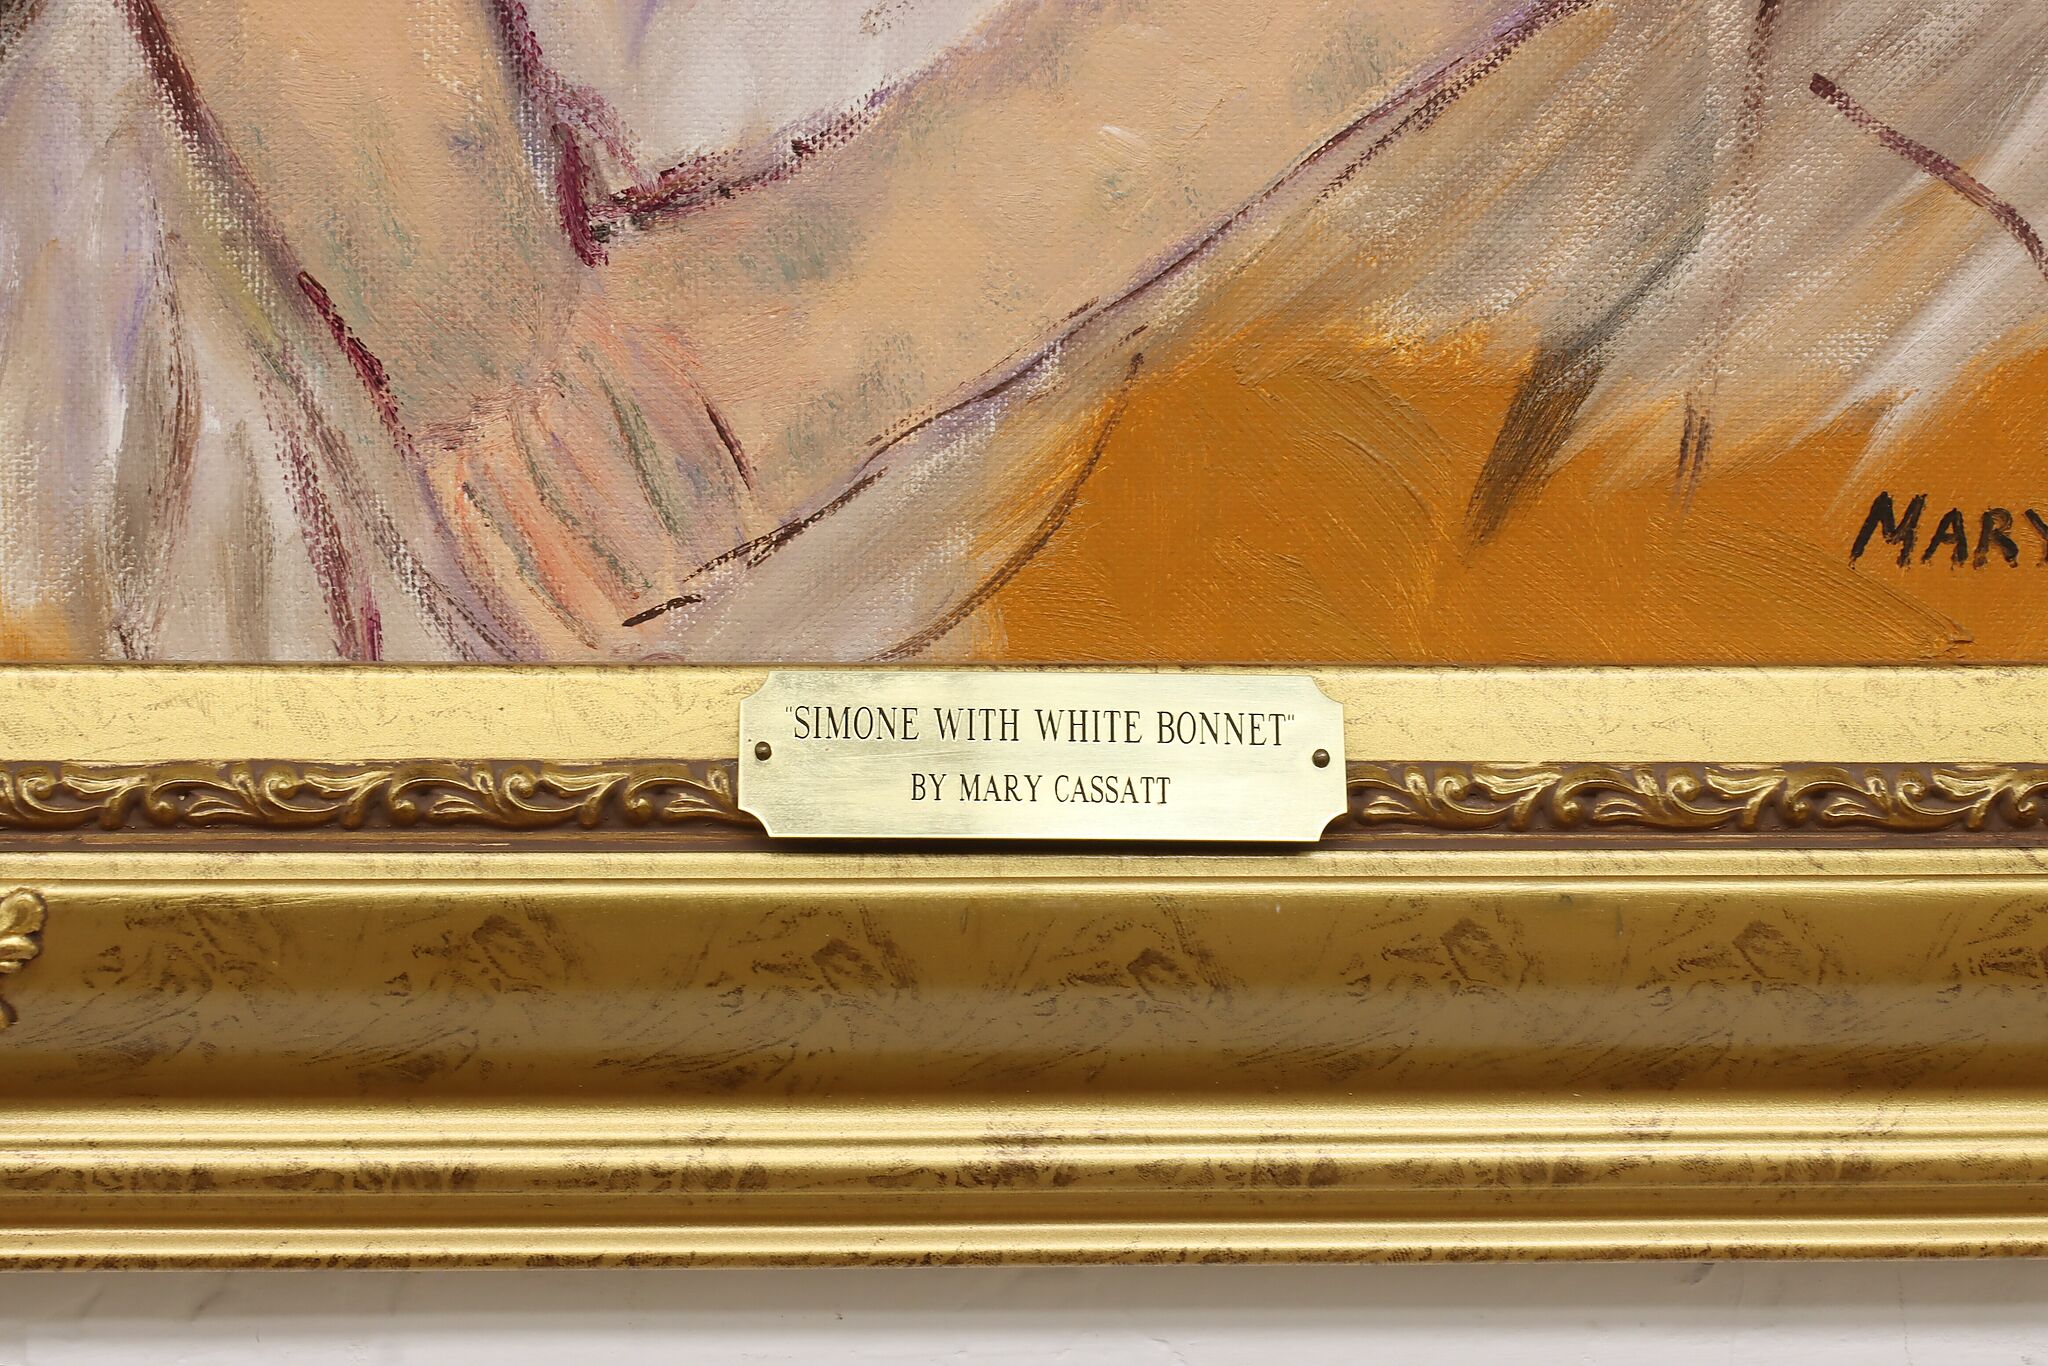 MARY
"SIMONE WITH WHITE BONNET"
BY MARY CASSATT